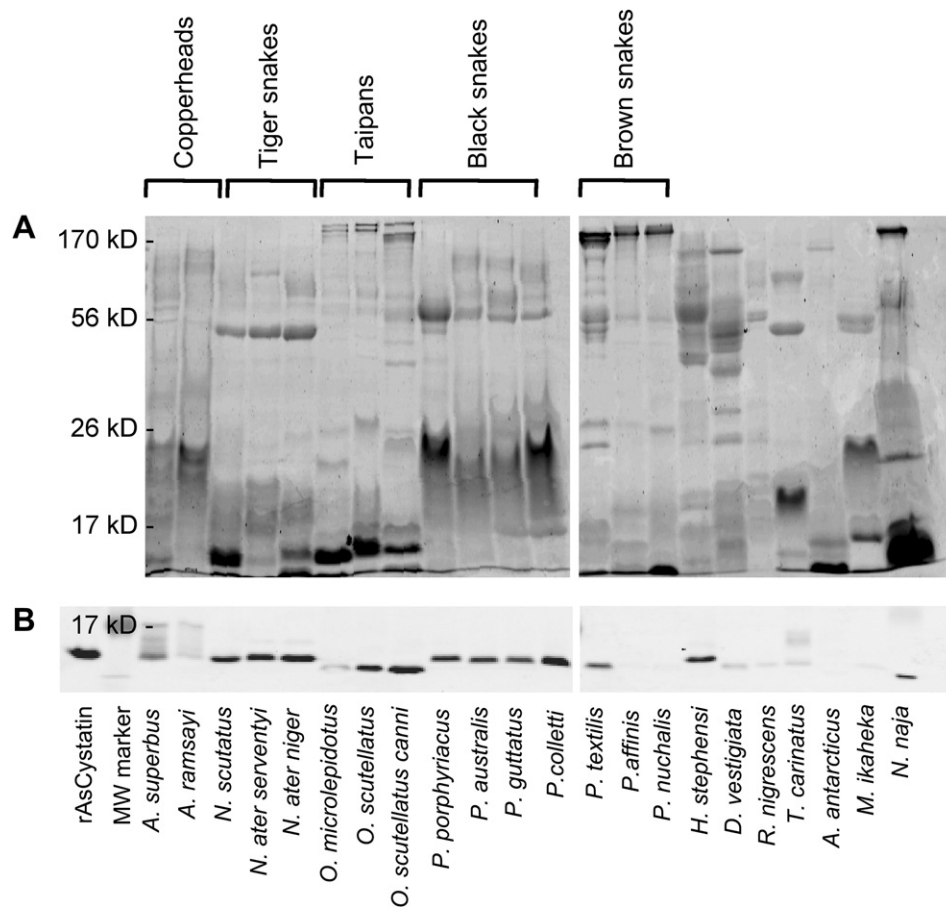 Copperheads
Tiger snakes
Taipans
Black snakes
Brown snakes
A
170 kD -
56 kD -
26 kD -
17 kD -
B
17 kD -
rAsCystatin
MW marker
A. superbus
A. ramsayi
N. scutatus
N. ater serventyi
N. ater niger
O. microlepidotus
O. scutellatus
O. scutellatus canni
P. porphyriacus
P. australis
P. guttatus
P.colletti
P. textilis
P.affinis
P. nuchalis
H. stephensi
D. vestigiata
R. nigrescens
T. carinatus
A. antarcticus
M. ikaheka
N. naja